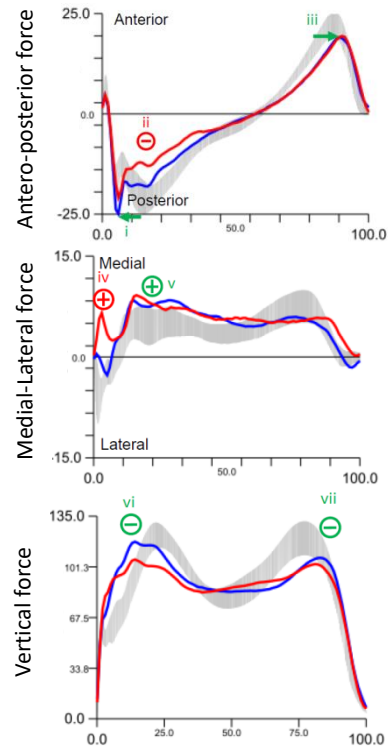 Antero-posterior force
25.0
Anterior
iii
0.0
ii
−
Posterior
-25.0
i
0.0
50.0
100.0
Medial-Lateral force
15.0
Medial
iv
+
+
v
0.0
Lateral
-15.0
0.0
50.0
100.0
Vertical force
135.0
vi
−
vii
−
101.3
67.5
33.8
0.0
0.0
25.0
50.0
75.0
100.0